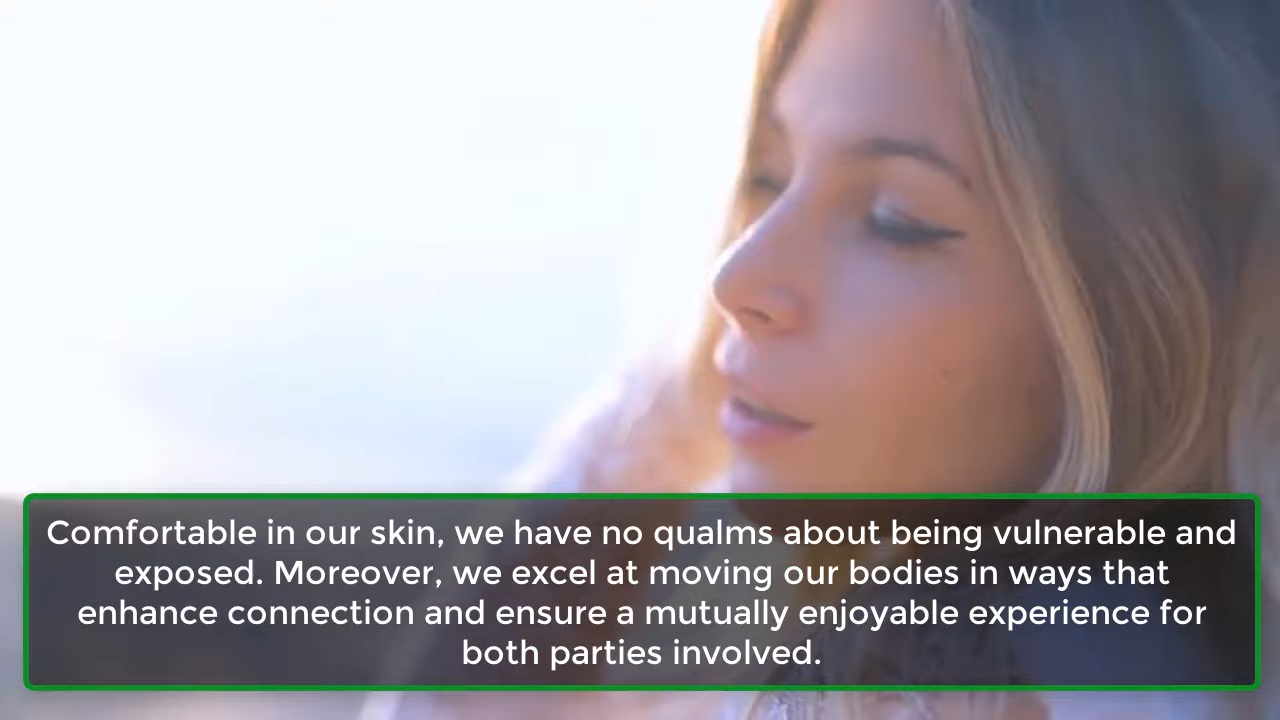 Comfortable in our skin, we have no qualms about being vulnerable and
exposed. Moreover, we excel at moving our bodies in ways that
enhance connection and ensure a mutually enjoyable experience for
both parties involved.